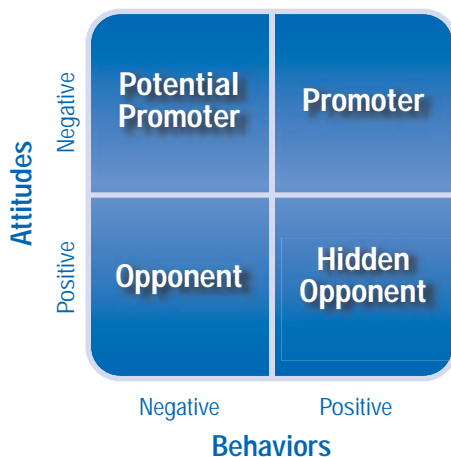 Potential
Promoter
Promoter
Opponent
Hidden
Opponent
Attitudes
Negative
Positive
Negative
Positive
Behaviors